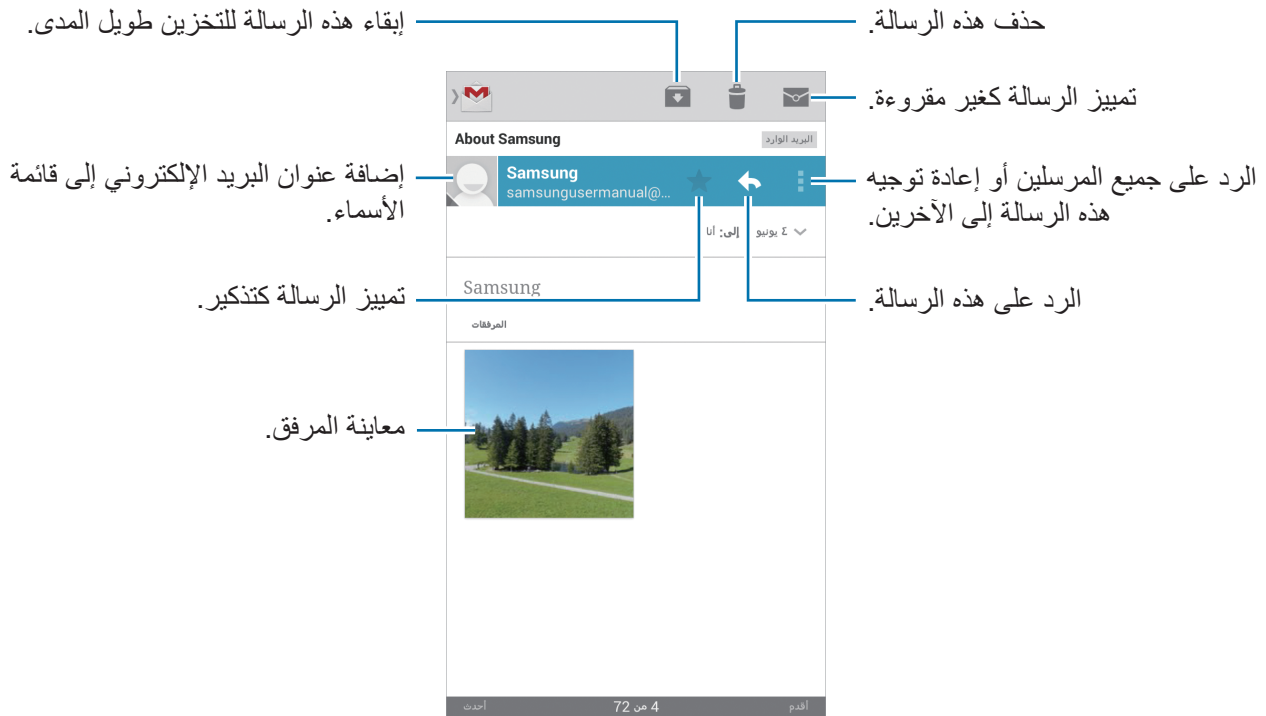 حذف هذه الرسالة.
إبقاء هذه الرسالة للتخزين طويل المدى.
تمييز الرسالة كغير مقروءة.
About Samsung
البريد الوارد
Samsung
samsungusermanual@...
الرد على جميع المرسلين أو إعادة توجيه
هذه الرسالة إلى الآخرين.
إضافة عنوان البريد الإلكتروني إلى قائمة
الأسماء.
إلى: أنا
٤ يونيو
Samsung
الرد على هذه الرسالة.
تمييز الرسالة كتذكير.
المرفقات
معاينة المرفق.
أقدم
4 من 72
أحدث